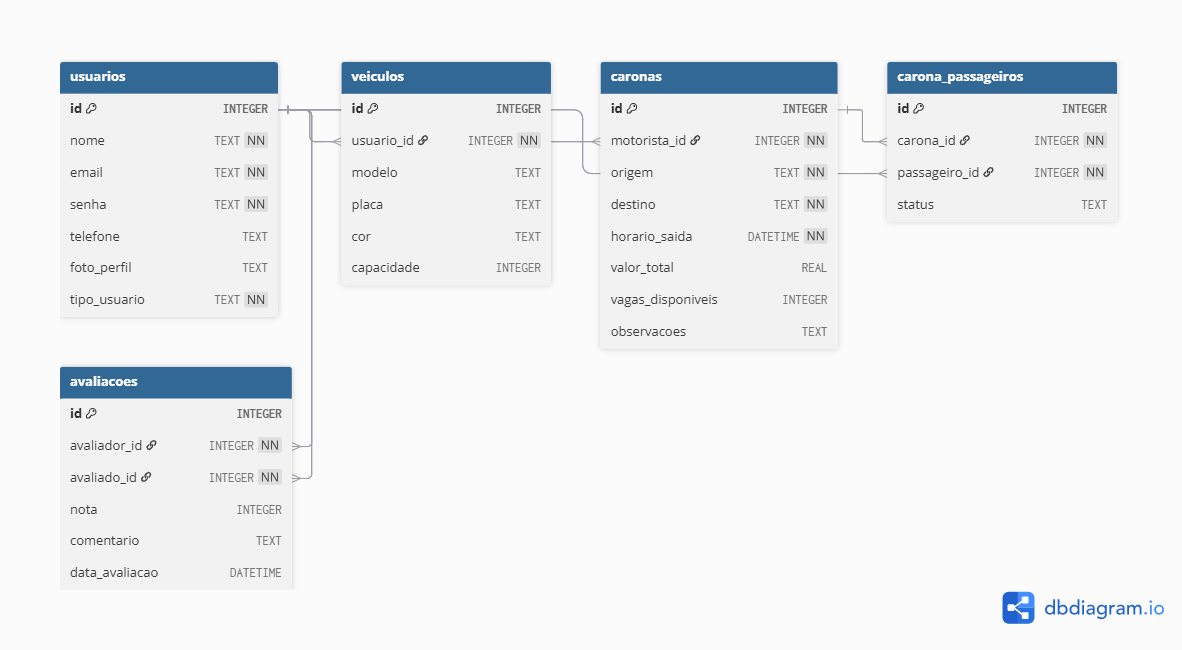 usuarios
id INTEGER
nome TEXT NN
email TEXT NN
senha TEXT NN
telefone TEXT
foto_perfil TEXT
tipo_usuario TEXT NN
veiculos
id INTEGER
usuario_id INTEGER NN
modelo TEXT
placa TEXT
cor TEXT
capacidade INTEGER
caronas
id INTEGER
motorista_id INTEGER NN
origem TEXT NN
destino TEXT NN
horario_saida DATETIME NN
valor_total REAL
vagas_disponiveis INTEGER
observacoes TEXT
carona_passageiros
id INTEGER
carona_id INTEGER NN
passageiro_id INTEGER NN
status TEXT
avaliacoes
id INTEGER
avaliador_id INTEGER NN
avaliado_id INTEGER NN
nota INTEGER
comentario TEXT
data_avaliacao DATETIME
dbdiagram.io